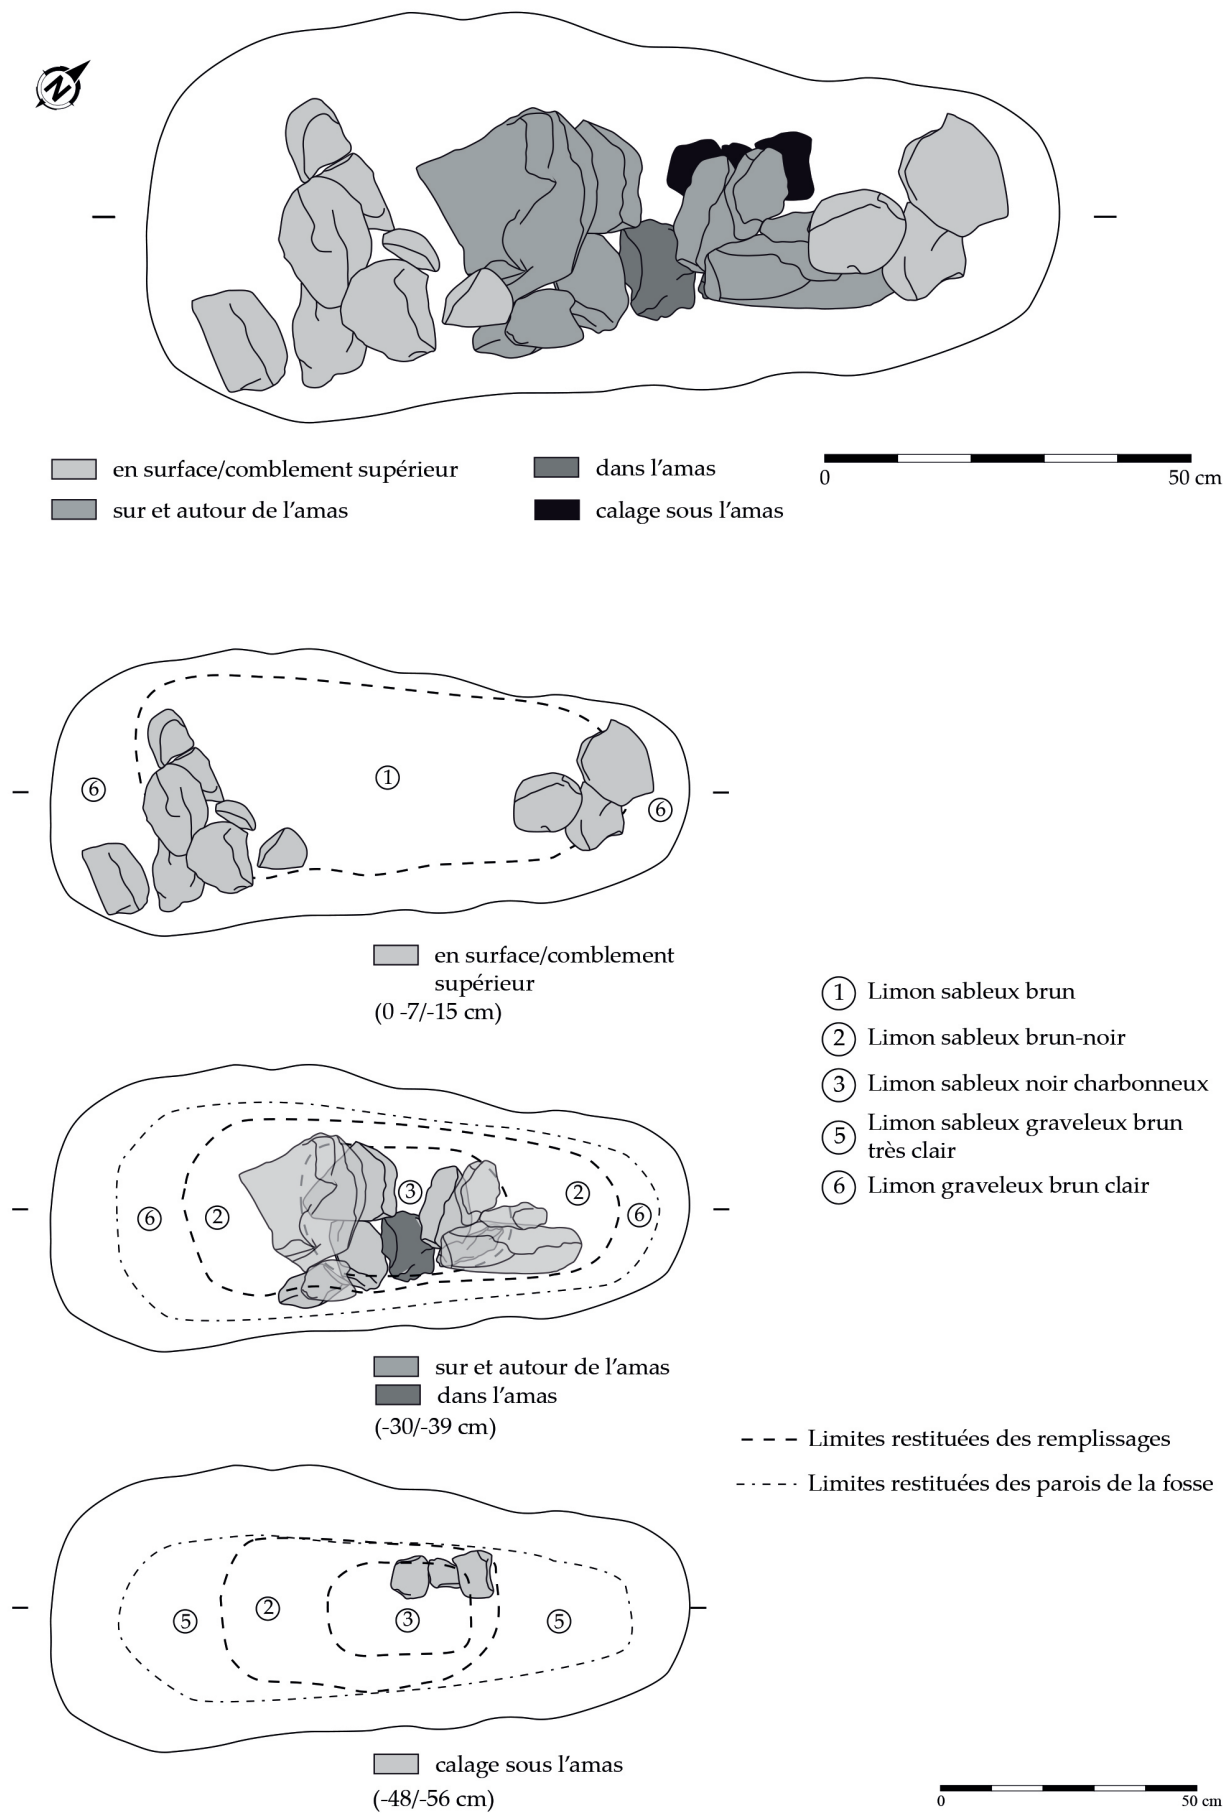 N
en surface/comblement supérieur
sur et autour de l'amas
dans l'amas
calage sous l'amas
0 50 cm
6
1
6
en surface/comblement
supérieur
(0 -7/-15 cm)
1 Limon sableux brun
2 Limon sableux brun-noir
3 Limon sableux noir charbonneux
5 Limon sableux graveleux brun
très clair
6 Limon graveleux brun clair
6
2
3
2
6
sur et autour de l'amas
dans l'amas
(-30/-39 cm)
Limites restituées des remplissages
Limites restituées des parois de la fosse
5
2
3
5
calage sous l'amas
(-48/-56 cm)
0 50 cm